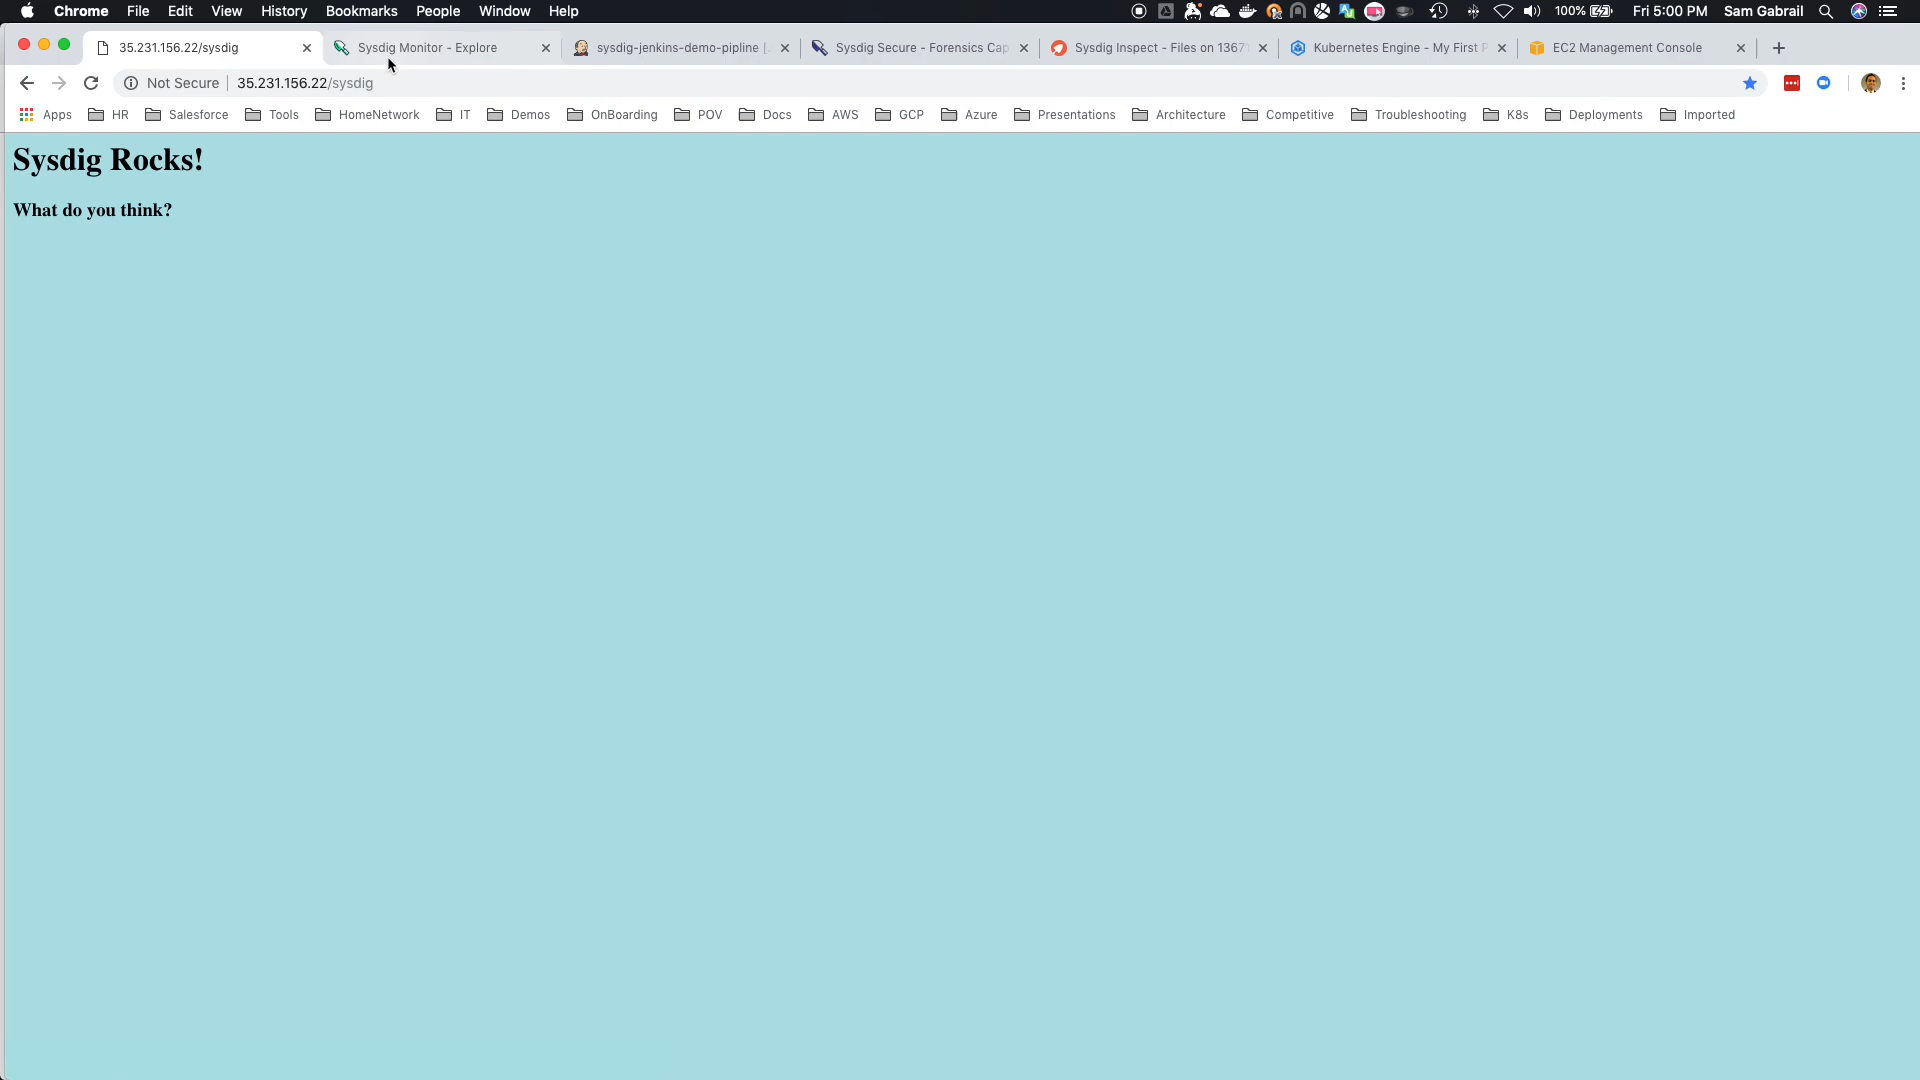 Chrome File Edit View History Bookmarks People Window Help 100% Fri 5:00 PM Sam Gabrail
35.231.156.22/sysdig Sysdig Monitor - Explore sysdig-jenkins-demo-pipline [ Sysdig Secure - Forensics Cap Sysdig Inspect - Files on 13671 Kubernetes Engine - My First P EC2 Management Console
Not Secure 35.231.156.22/sysdig
Apps HR Salesforce Tools HomeNetwork IT Demos OnBoarding POV Docs AWS GCP Azure Presentations Architecture Competitive Troubleshooting K8s Deployments Imported
Sysdig Rocks!
What do you think?